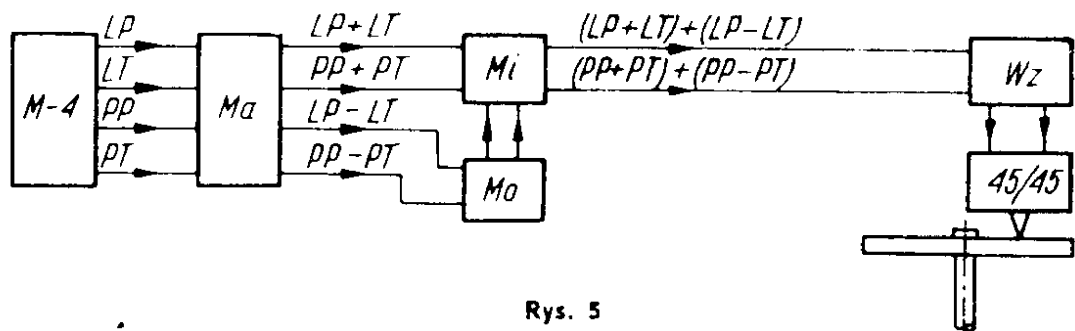 LP LP+LT (LP+LT)+(LP-LT)
LT PP+PT (PP+PT)+(PP-PT)
M-4 Ma Mi Wz
PP LP-LT
PT PP-PT Mo 45/45
Rys. 5